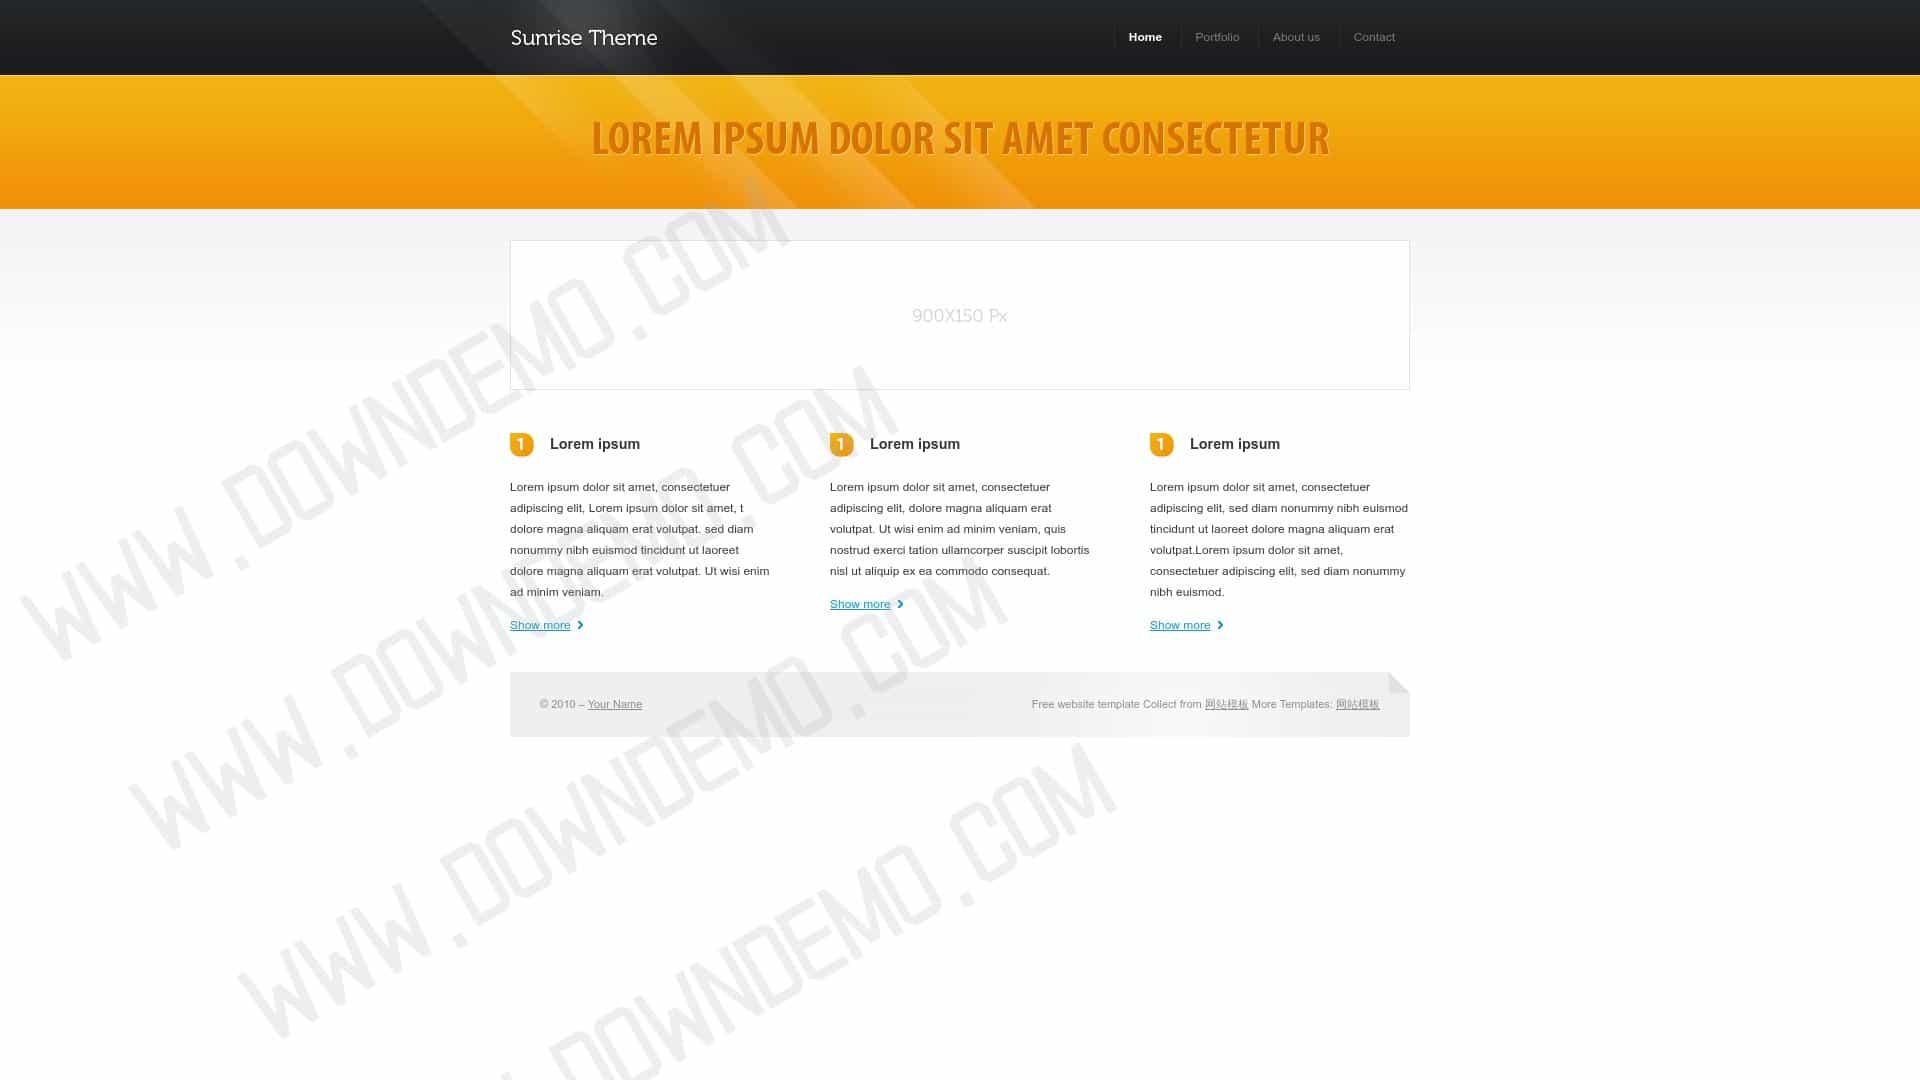 Sunrise Theme
Home
Portfolio
About us
Contact
LOREM IPSUM DOLOR SIT AMET CONSECTETUR
900X150 Px
1 Lorem ipsum
Lorem ipsum dolor sit amet, consectetuer
adipiscing elit, Lorem ipsum dolor sit amet, t
dolore magna aliquam erat volutpat. sed diam
nonummy nibh euismod tincidunt ut laoreet
dolore magna aliquam erat volutpat. Ut wisi enim
ad minim veniam.
Show more
1 Lorem ipsum
Lorem ipsum dolor sit amet, consectetuer
adipiscing elit, dolore magna aliquam erat
volutpat. Ut wisi enim ad minim veniam, quis
nostrud exerci tation ullamcorper suscipit lobortis
nisl ut aliquip ex ea commodo consequat.
Show more
1 Lorem ipsum
Lorem ipsum dolor sit amet, consectetuer
adipiscing elit, sed diam nonummy nibh euismod
tincidunt ut laoreet dolore magna aliquam erat
volutpat.Lorem ipsum dolor sit amet,
consectetuer adipiscing elit, sed diam nonummy
nibh euismod.
Show more
© 2010 – Your Name
Free website template Collect from 网站模板 More Templates: 网站模板
WWW.DOWNDEMO.COM
WWW.DOWNDEMO.COM
WWW.DOWNDEMO.COM
DOWNDEMO.COM